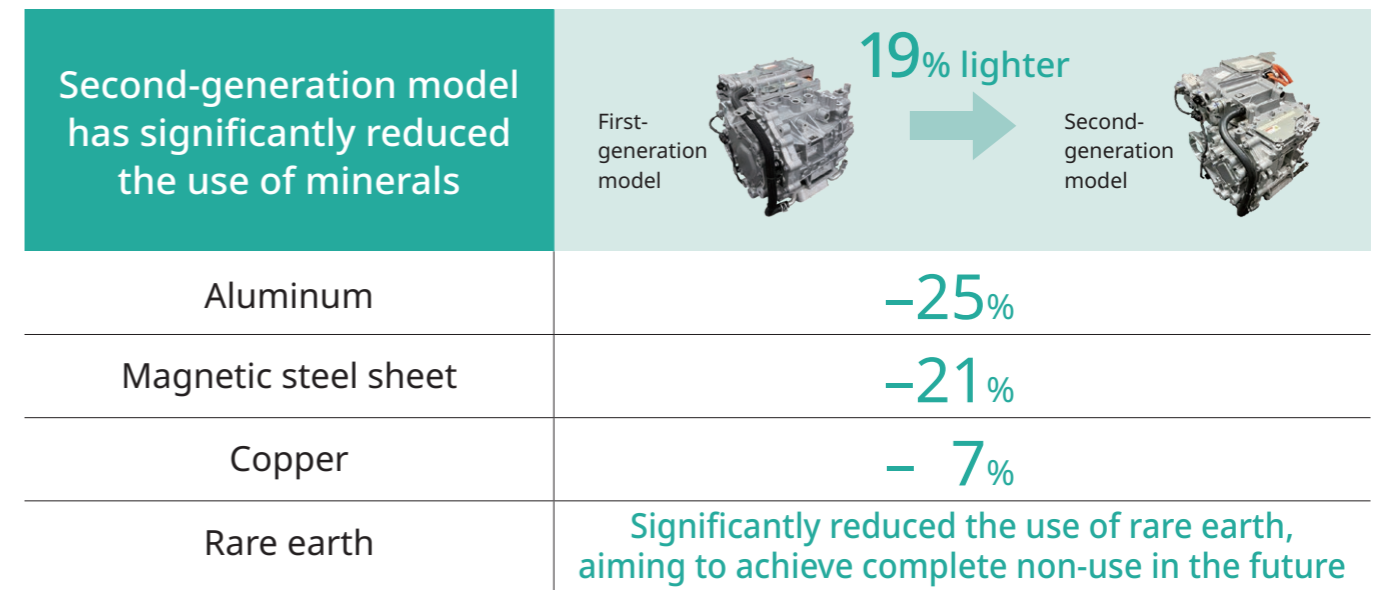 Second-generation model
has significantly reduced
the use of minerals
First-
generation
model
19% lighter
Second-
generation
model
Aluminum
–25%
Magnetic steel sheet
–21%
Copper
– 7%
Rare earth
Significantly reduced the use of rare earth,
aiming to achieve complete non-use in the future